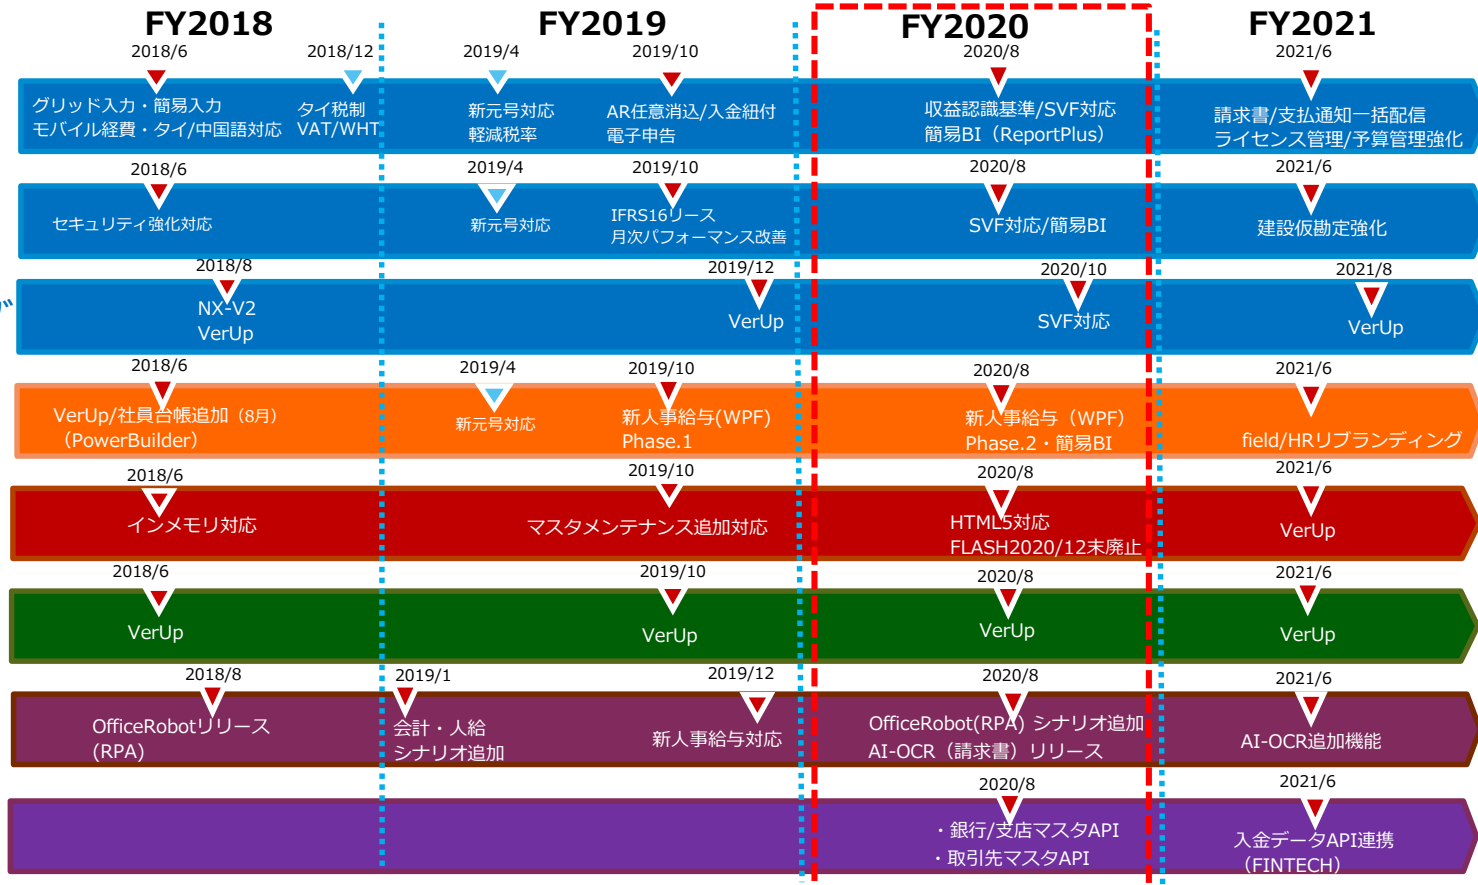 FY2018
FY2019
FY2020
FY2021
2018/6
2018/12
2019/4
2019/10
2020/8
2021/6
グリッド入力・簡易入力
モバイル経費・タイ/中国語対応
タイ税制
VAT/WHT
新元号対応
軽減税率
AR任意消込/入金紐付
電子申告
収益認識基準/SVF対応
簡易BI（ReportPlus）
請求書/支払通知一括配信
ライセンス管理/予算管理強化
2018/6
2019/4
2019/10
2020/8
2021/6
セキュリティ強化対応
新元号対応
IFRS16リース
月次パフォーマンス改善
SVF対応/簡易BI
建設仮勘定強化
2018/8
2019/12
2020/10
2021/8
NX-V2
VerUp
VerUp
SVF対応
VerUp
2018/6
2019/4
2019/10
2020/8
2021/6
VerUp/社員台帳追加（8月）
（PowerBuilder）
新元号対応
新人事給与(WPF)
Phase.1
新人事給与（WPF）
Phase.2・簡易BI
field/HRリブランディング
2018/6
2019/10
2020/8
2021/6
インメモリ対応
マスタメンテナンス追加対応
HTML5対応
FLASH2020/12末廃止
VerUp
2018/6
2019/10
2020/8
2021/6
VerUp
VerUp
VerUp
VerUp
2018/8
2019/1
2019/12
2020/8
2021/6
OfficeRobotリリース
(RPA)
会計・人給
シナリオ追加
新人事給与対応
OfficeRobot(RPA) シナリオ追加
AI-OCR（請求書）リリース
AI-OCR追加機能
2020/8
2021/6
・銀行/支店マスタAPI
・取引先マスタAPI
入金データAPI連携
（FINTECH）